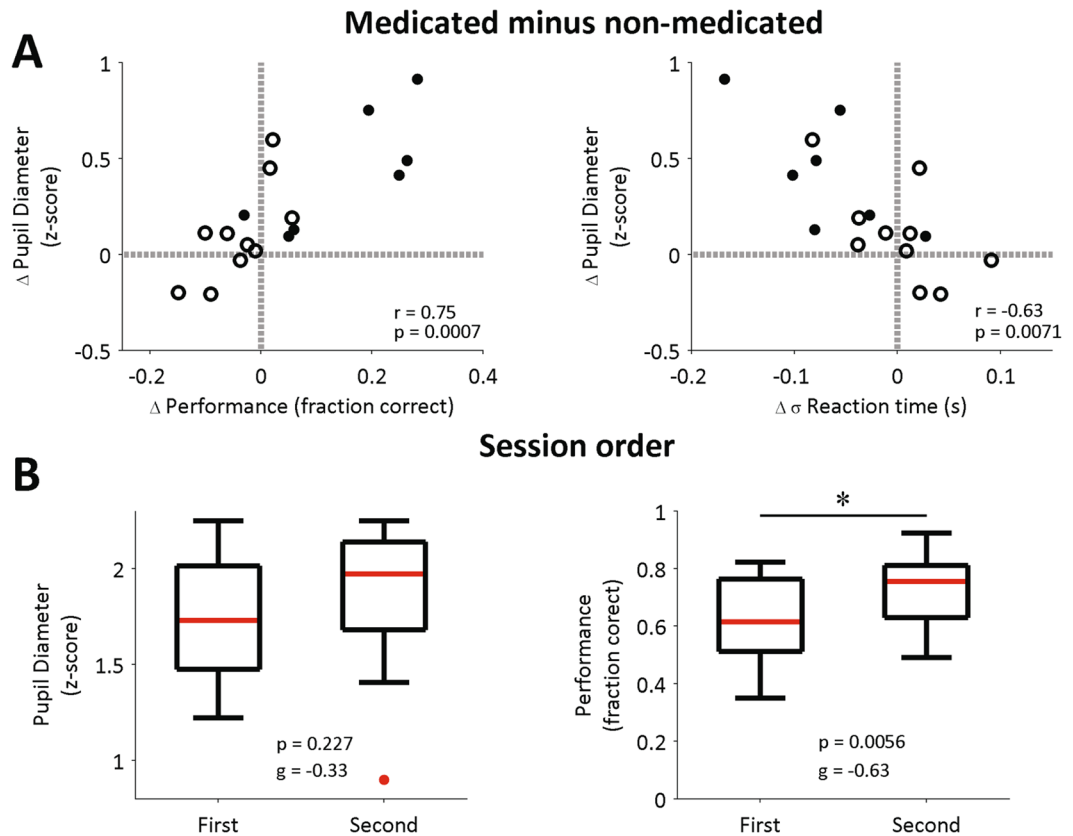 Medicated minus non-medicated
A
Δ Pupil Diameter
(z-score)
1
0.5
0
-0.5
r = 0.75
p = 0.0007
-0.2
0
0.2
0.4
Δ Performance (fraction correct)
Δ Pupil Diameter
(z-score)
1
0.5
0
-0.5
r = -0.63
p = 0.0071
-0.2
-0.1
0
0.1
Δ σ Reaction time (s)
Session order
B
Pupil Diameter
(z-score)
2
1.5
1
p = 0.227
g = -0.33
First
Second
Performance
(fraction corect)
1
0.8
0.6
0.4
0.2
0
*
p = 0.0056
g = -0.63
First
Second